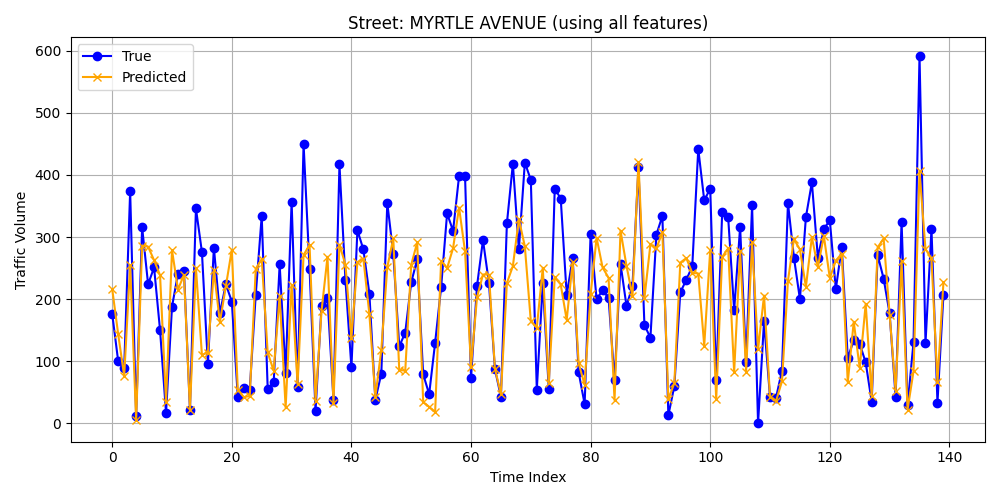 Street: MYRTLE AVENUE (using all features)
True
Predicted
Traffic Volume
600
500
400
300
200
100
0
0 20 40 60 80 100 120 140
Time Index